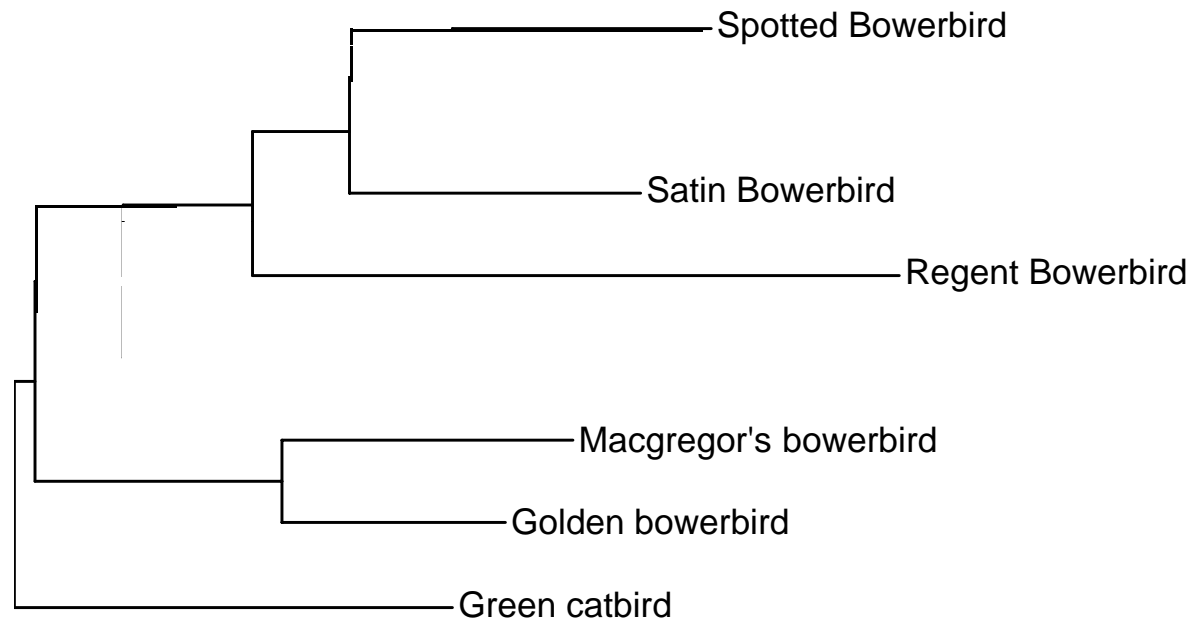 Spotted Bowerbird
Satin Bowerbird
Regent Bowerbird
Macgregor's bowerbird
Golden bowerbird
Green catbird